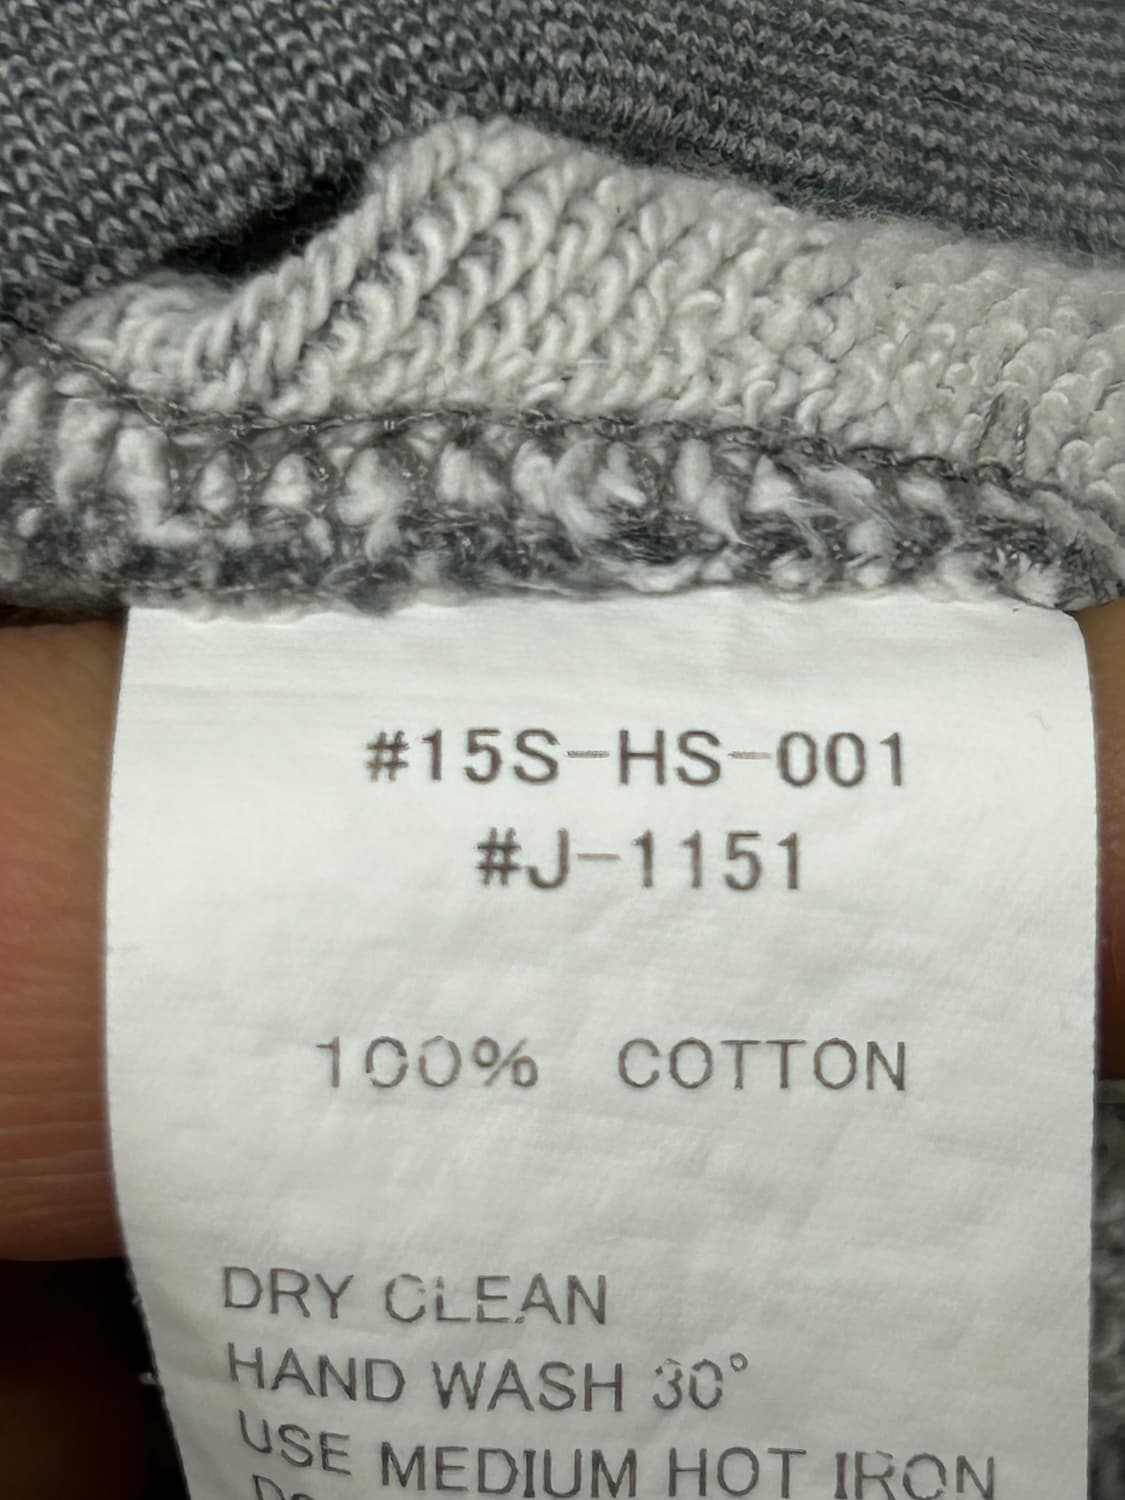 #15S-HS-001
#J-1151
100% COTTON
DRY CLEAN
HAND WASH 30°
USE MEDIUM HOT IRON